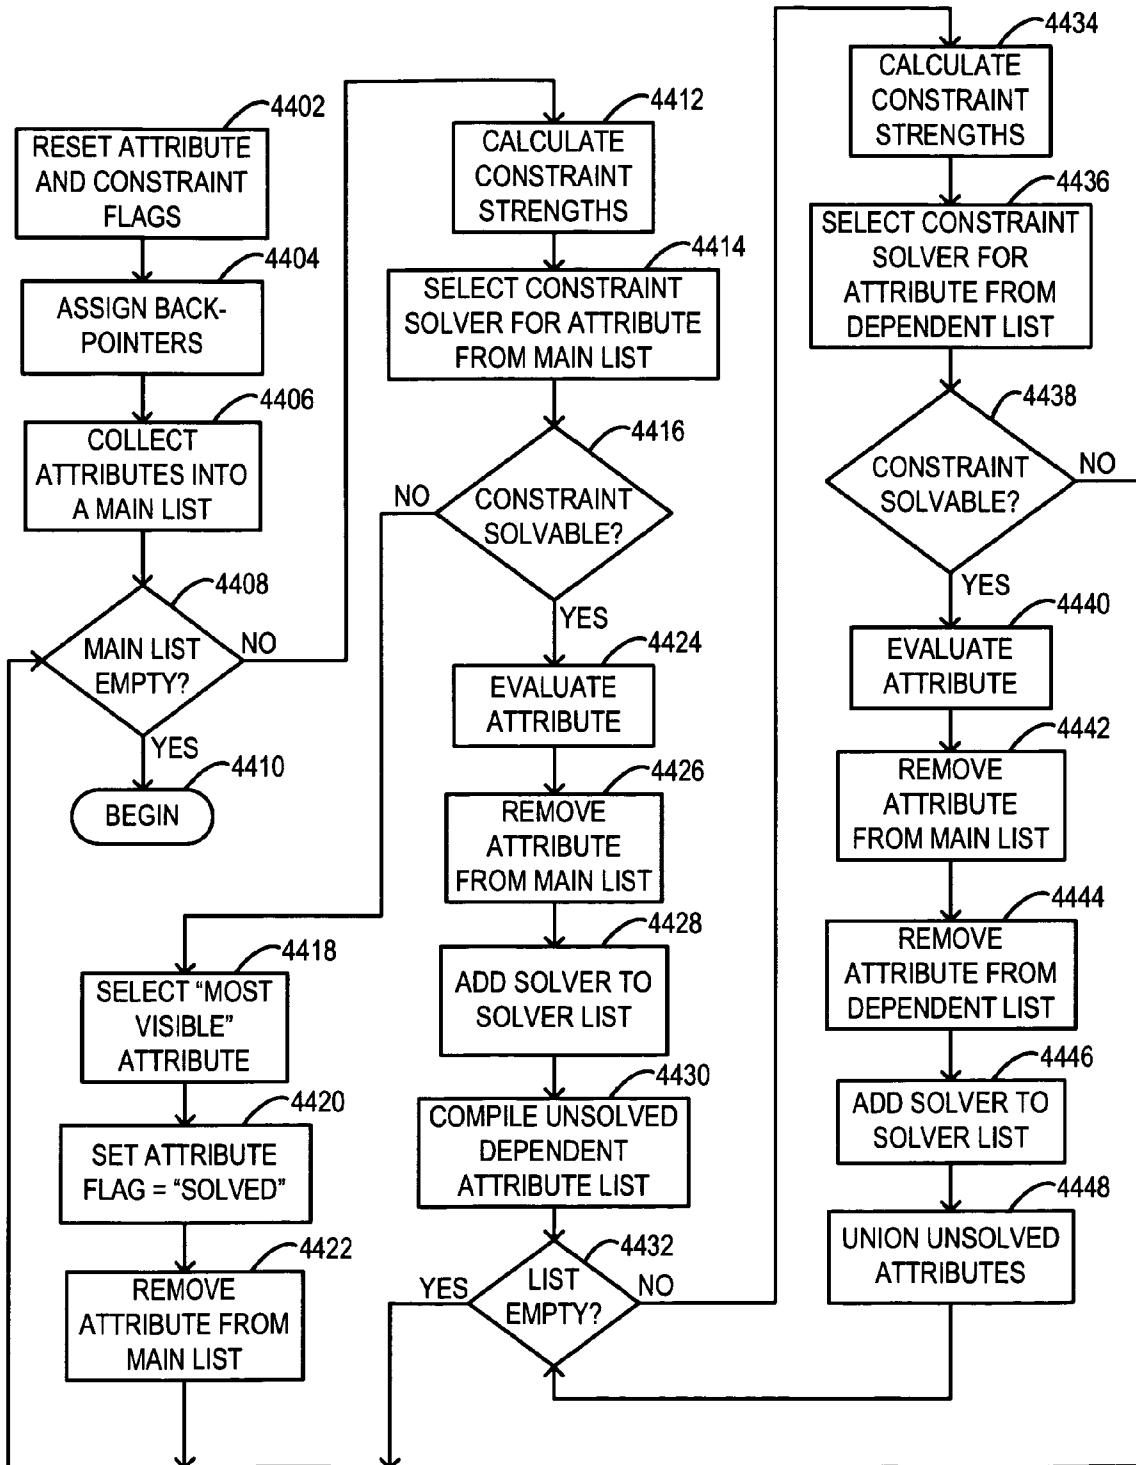 4402
RESET ATTRIBUTE
AND CONSTRAINT
FLAGS
4404
ASSIGN BACK-
POINTERS
4406
COLLECT
ATTRIBUTES INTO
A MAIN LIST
4408
MAIN LIST
EMPTY?
NO
YES
4410
BEGIN
4412
CALCULATE
CONSTRAINT
STRENGTHS
4414
SELECT CONSTRAINT
SOLVER FOR ATTRIBUTE
FROM MAIN LIST
4416
CONSTRAINT
SOLVABLE?
NO
YES
4418
SELECT “MOST
VISIBLE”
ATTRIBUTE
4420
SET ATTRIBUTE
FLAG = “SOLVED”
4422
REMOVE
ATTRIBUTE FROM
MAIN LIST
4424
EVALUATE
ATTRIBUTE
4426
REMOVE
ATTRIBUTE
FROM MAIN LIST
4428
ADD SOLVER TO
SOLVER LIST
4430
COMPILE UNSOLVED
DEPENDENT
ATTRIBUTE LIST
4432
LIST
EMPTY?
YES
NO
4434
CALCULATE
CONSTRAINT
STRENGTHS
4436
SELECT CONSTRAINT
SOLVER FOR
ATTRIBUTE FROM
DEPENDENT LIST
4438
CONSTRAINT
SOLVABLE?
NO
YES
4440
EVALUATE
ATTRIBUTE
4442
REMOVE
ATTRIBUTE
FROM MAIN LIST
4444
REMOVE
ATTRIBUTE FROM
DEPENDENT LIST
4446
ADD SOLVER TO
SOLVER LIST
4448
UNION UNSOLVED
ATTRIBUTES